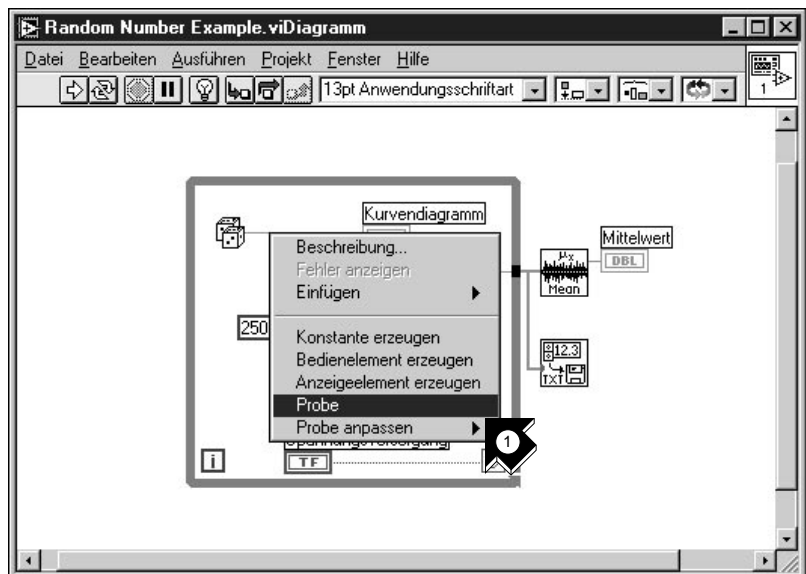 Random Number Example.viDiagramm
Datei Bearbeiten Ausführen Projekt Fenster Hilfe
13pt Anwendungsschriftart
1
Kurvendiagramm
Mittelwert
DBL
Mean
Beschreibung...
Fehler anzeigen
Einfügen
250
Konstante erzeugen
Bedienelement erzeugen
Anzeigeelement erzeugen
12.3
TXT
Probe
Probe anpassen
1
i
TF